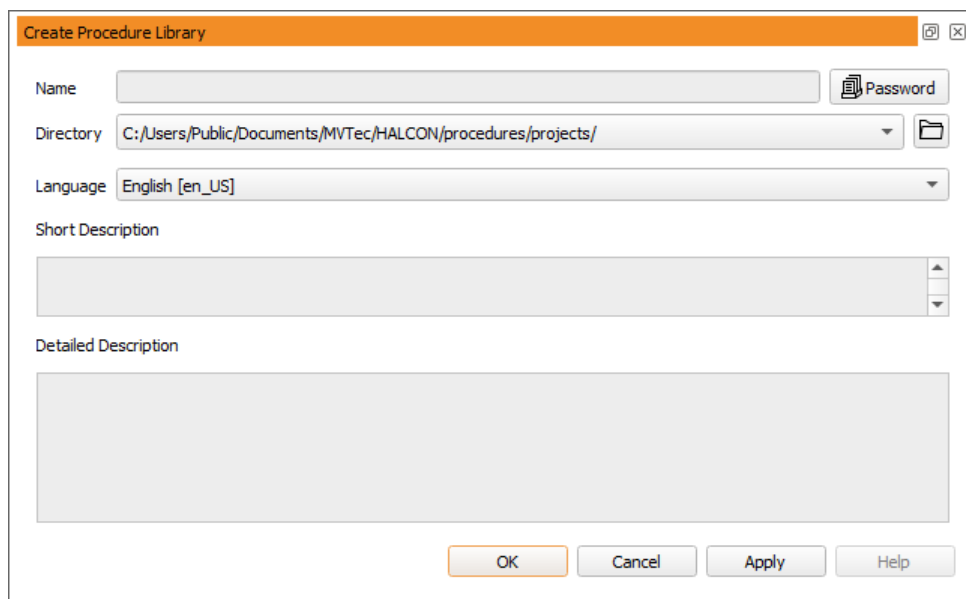 Create Procedure Library
Name
Password
Directory C:/Users/Public/Documents/MVTec/HALCON/procedures/projects/
Language English [en_US]
Short Description
Detailed Description
OK Cancel Apply Help